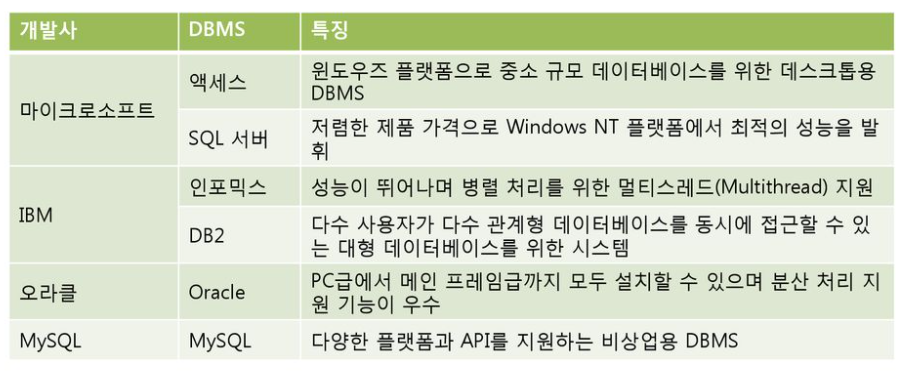 개발사 DBMS 특징
마이크로소프트 액세스 윈도우즈 플랫폼으로 중소 규모 데이터베이스를 위한 데스크톱용
DBMS
SQL 서버 저렴한 제품 가격으로 Windows NT 플랫폼에서 최적의 성능을 발
휘
IBM 인포믹스 성능이 뛰어나며 병렬 처리를 위한 멀티스레드(Multithread) 지원
DB2 다수 사용자가 다수 관계형 데이터베이스를 동시에 접근할 수 있
는 대형 데이터베이스를 위한 시스템
오라클 Oracle PC급에서 메인 프레임급까지 모두 설치할 수 있으며 분산 처리 지
원 기능이 우수
MySQL MySQL 다양한 플랫폼과 API를 지원하는 비상업용 DBMS